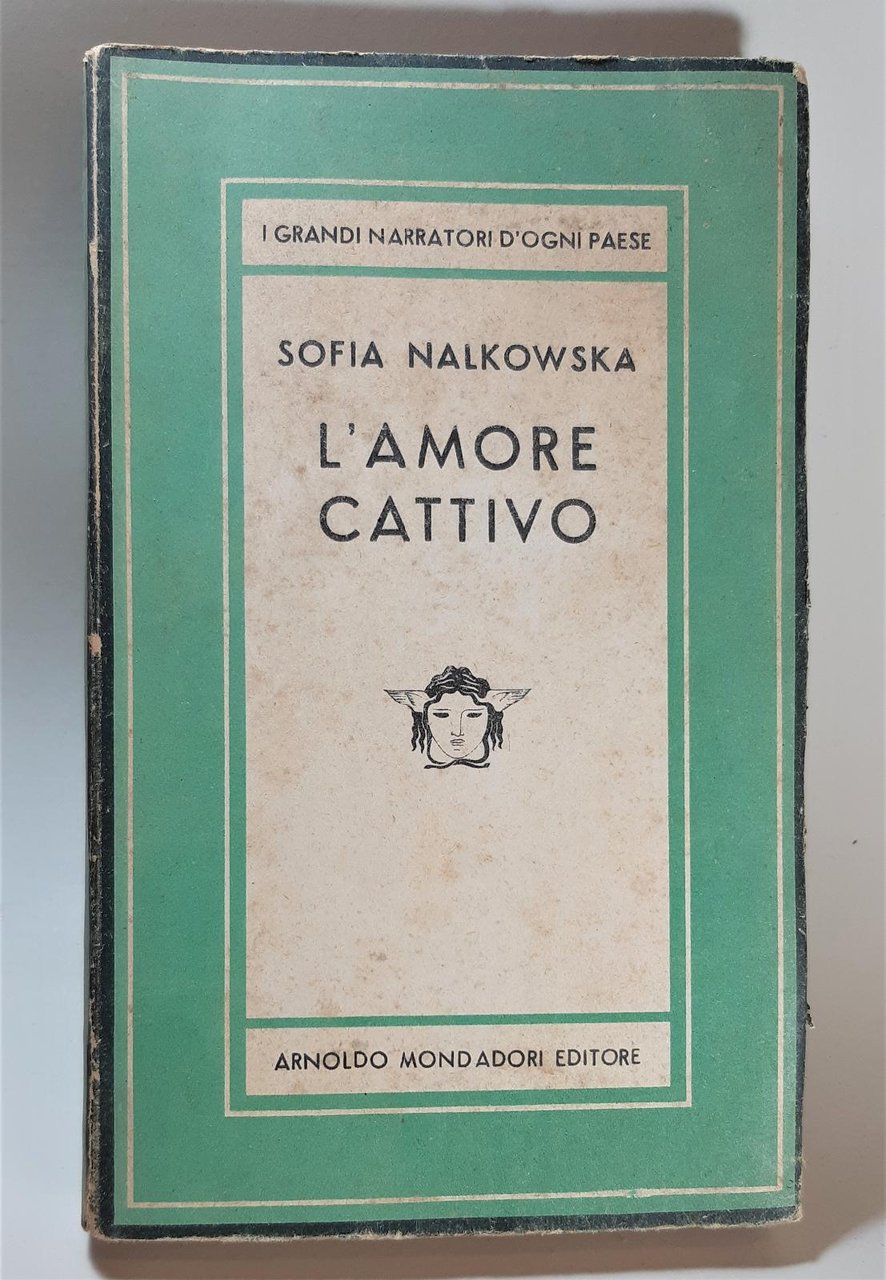 I GRANDI NARRATORI D'OGNI PAESE
SOFIA NALKOWSKA
L'AMORE
CATTIVO
ARNOLDO MONDADORI EDITORE